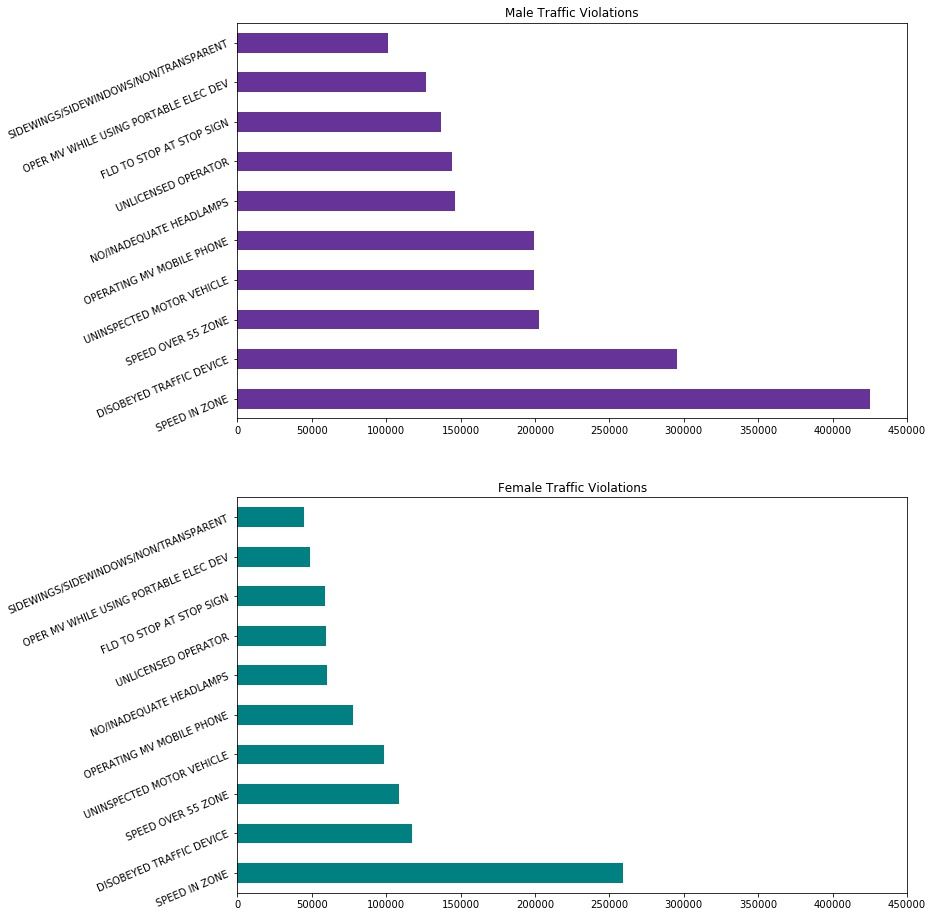 Male Traffic Violations
SIDEWINGS/SIDEWINDOWS/NON/TRANSPARENT
OPER MV WHILE USING PORTABLE ELEC DEV
FLD TO STOP AT STOP SIGN
UNLICENSED OPERATOR
NO/INADEQUATE HEADLAMPS
OPERATING MV MOBILE PHONE
UNINSPECTED MOTOR VEHICLE
SPEED OVER 55 ZONE
DISOBEYED TRAFFIC DEVICE
SPEED IN ZONE
0 50000 100000 150000 200000 250000 300000 350000 400000 450000
Female Traffic Violations
SIDEWINGS/SIDEWINDOWS/NON/TRANSPARENT
OPER MV WHILE USING PORTABLE ELEC DEV
FLD TO STOP AT STOP SIGN
UNLICENSED OPERATOR
NO/INADEQUATE HEADLAMPS
OPERATING MV MOBILE PHONE
UNINSPECTED MOTOR VEHICLE
SPEED OVER 55 ZONE
DISOBEYED TRAFFIC DEVICE
SPEED IN ZONE
0 50000 100000 150000 200000 250000 300000 350000 400000 450000